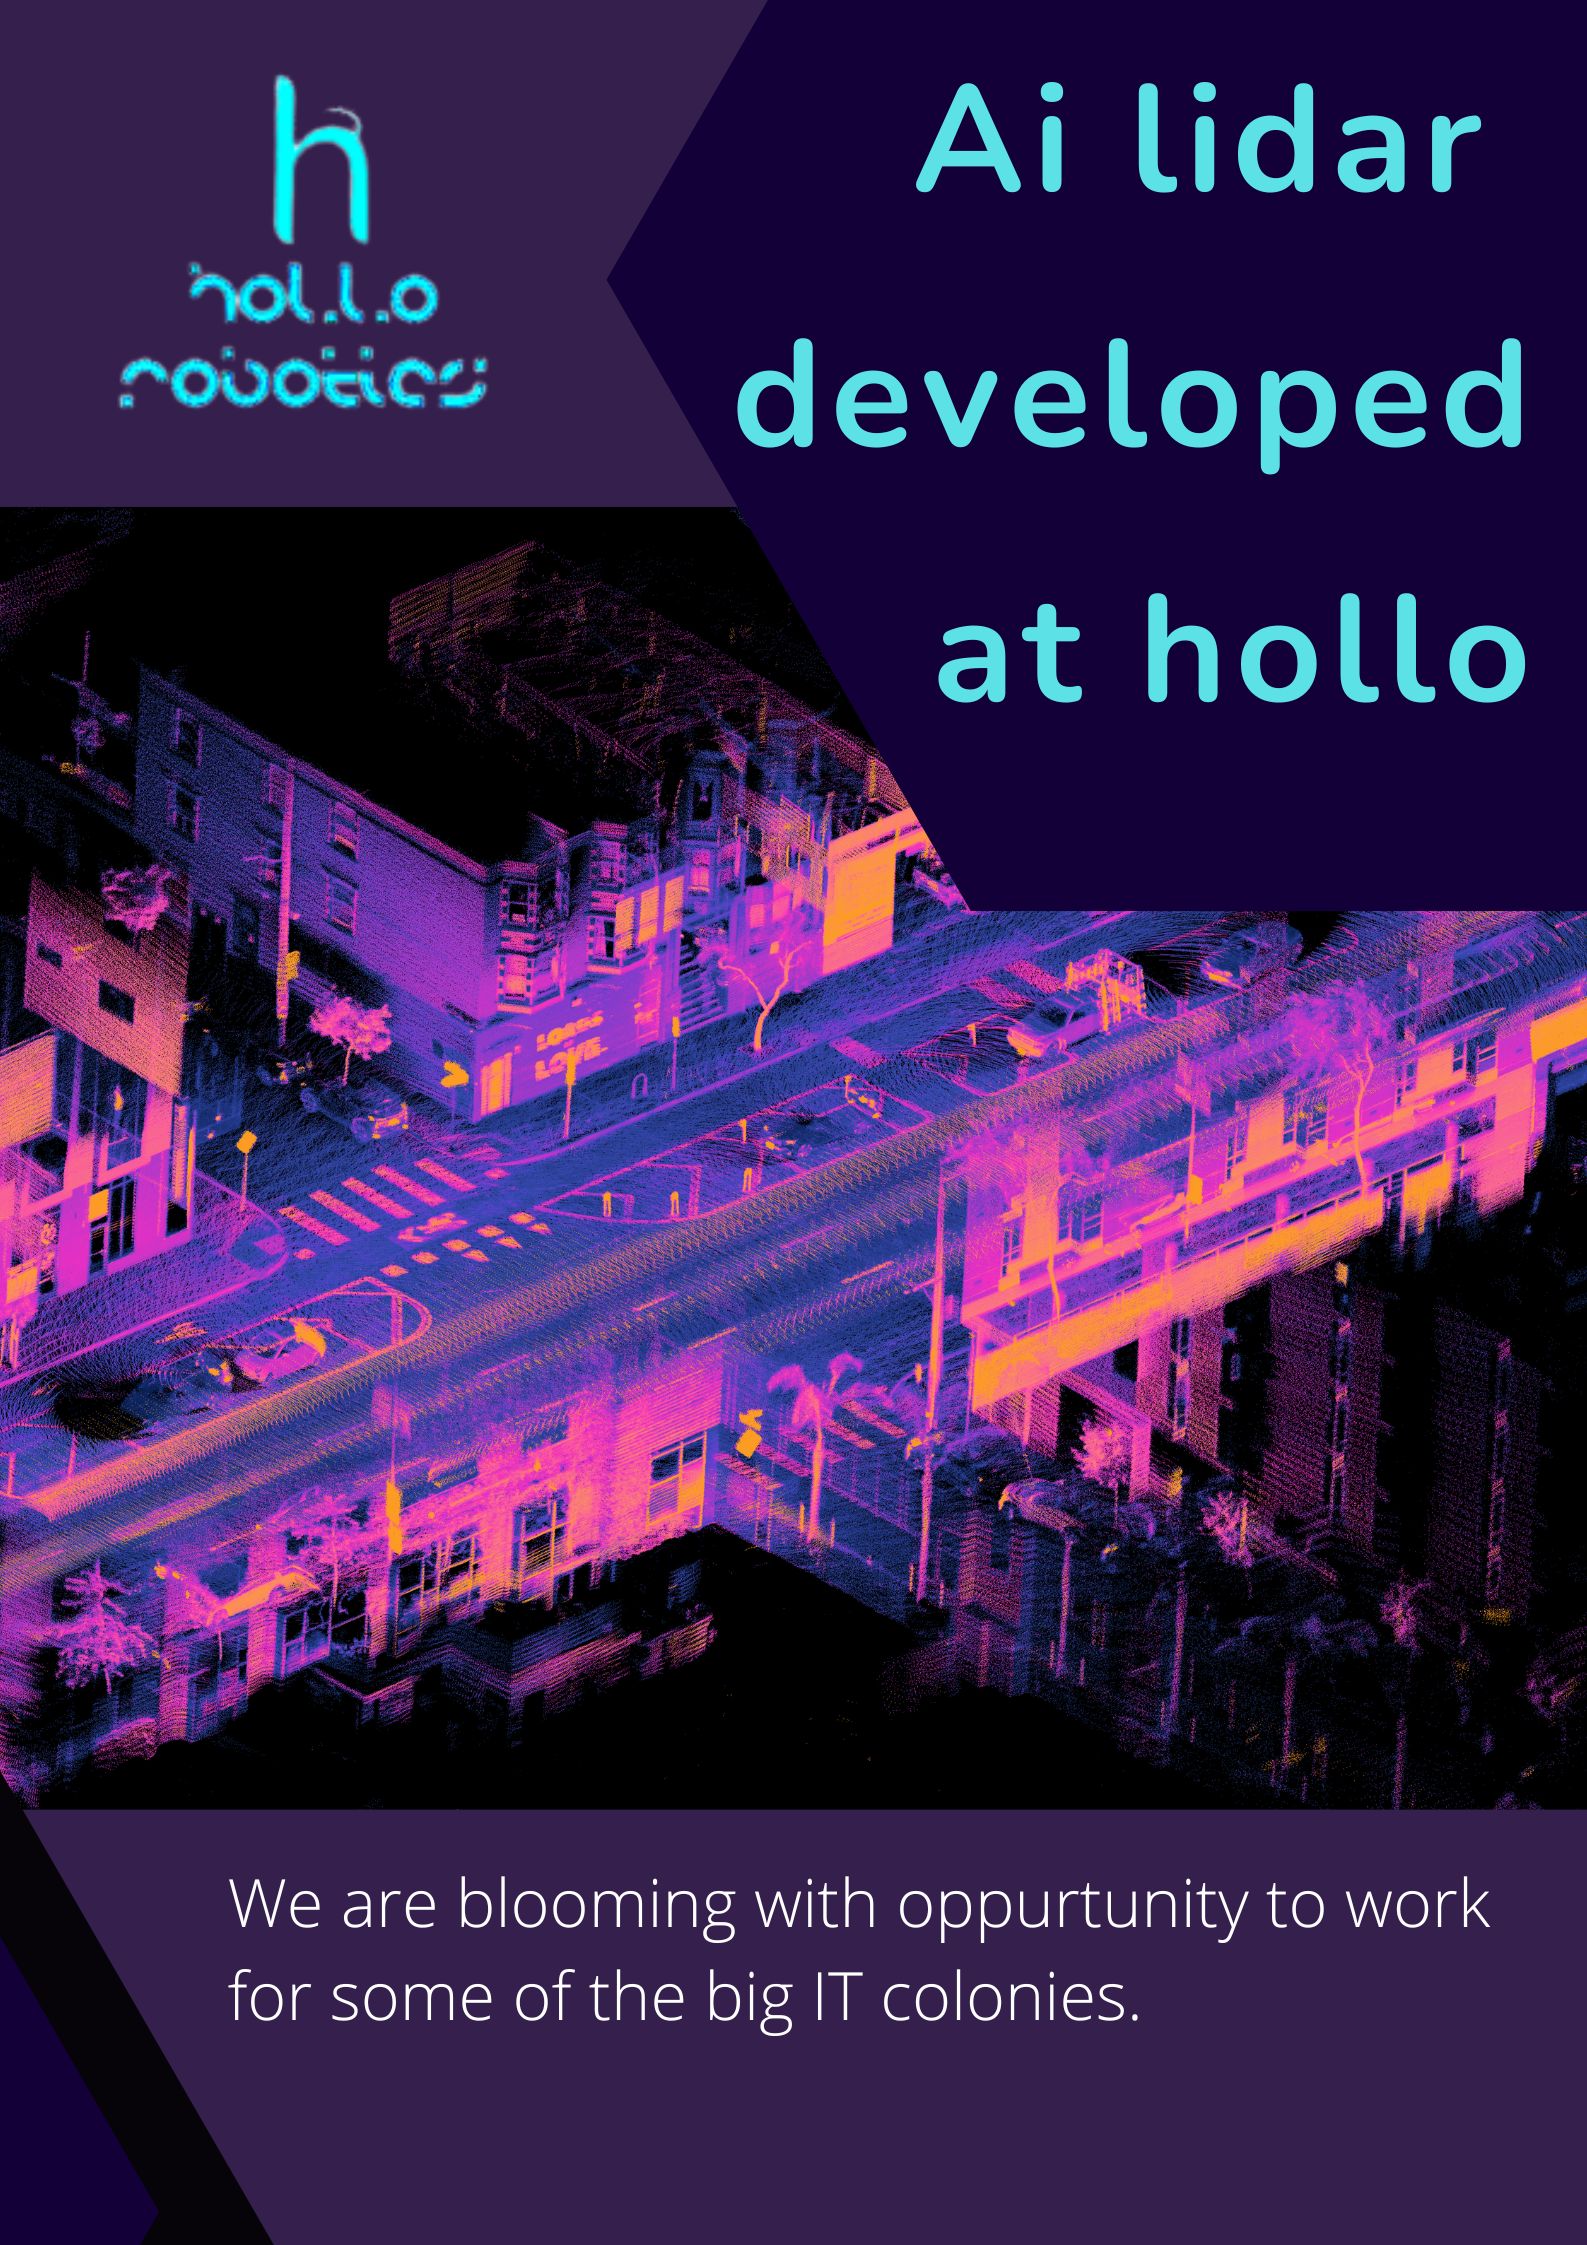 h
hollo
robotics
Ai lidar
developed
at hollo
LOVE
We are blooming with oppurtunity to work
for some of the big IT colonies.